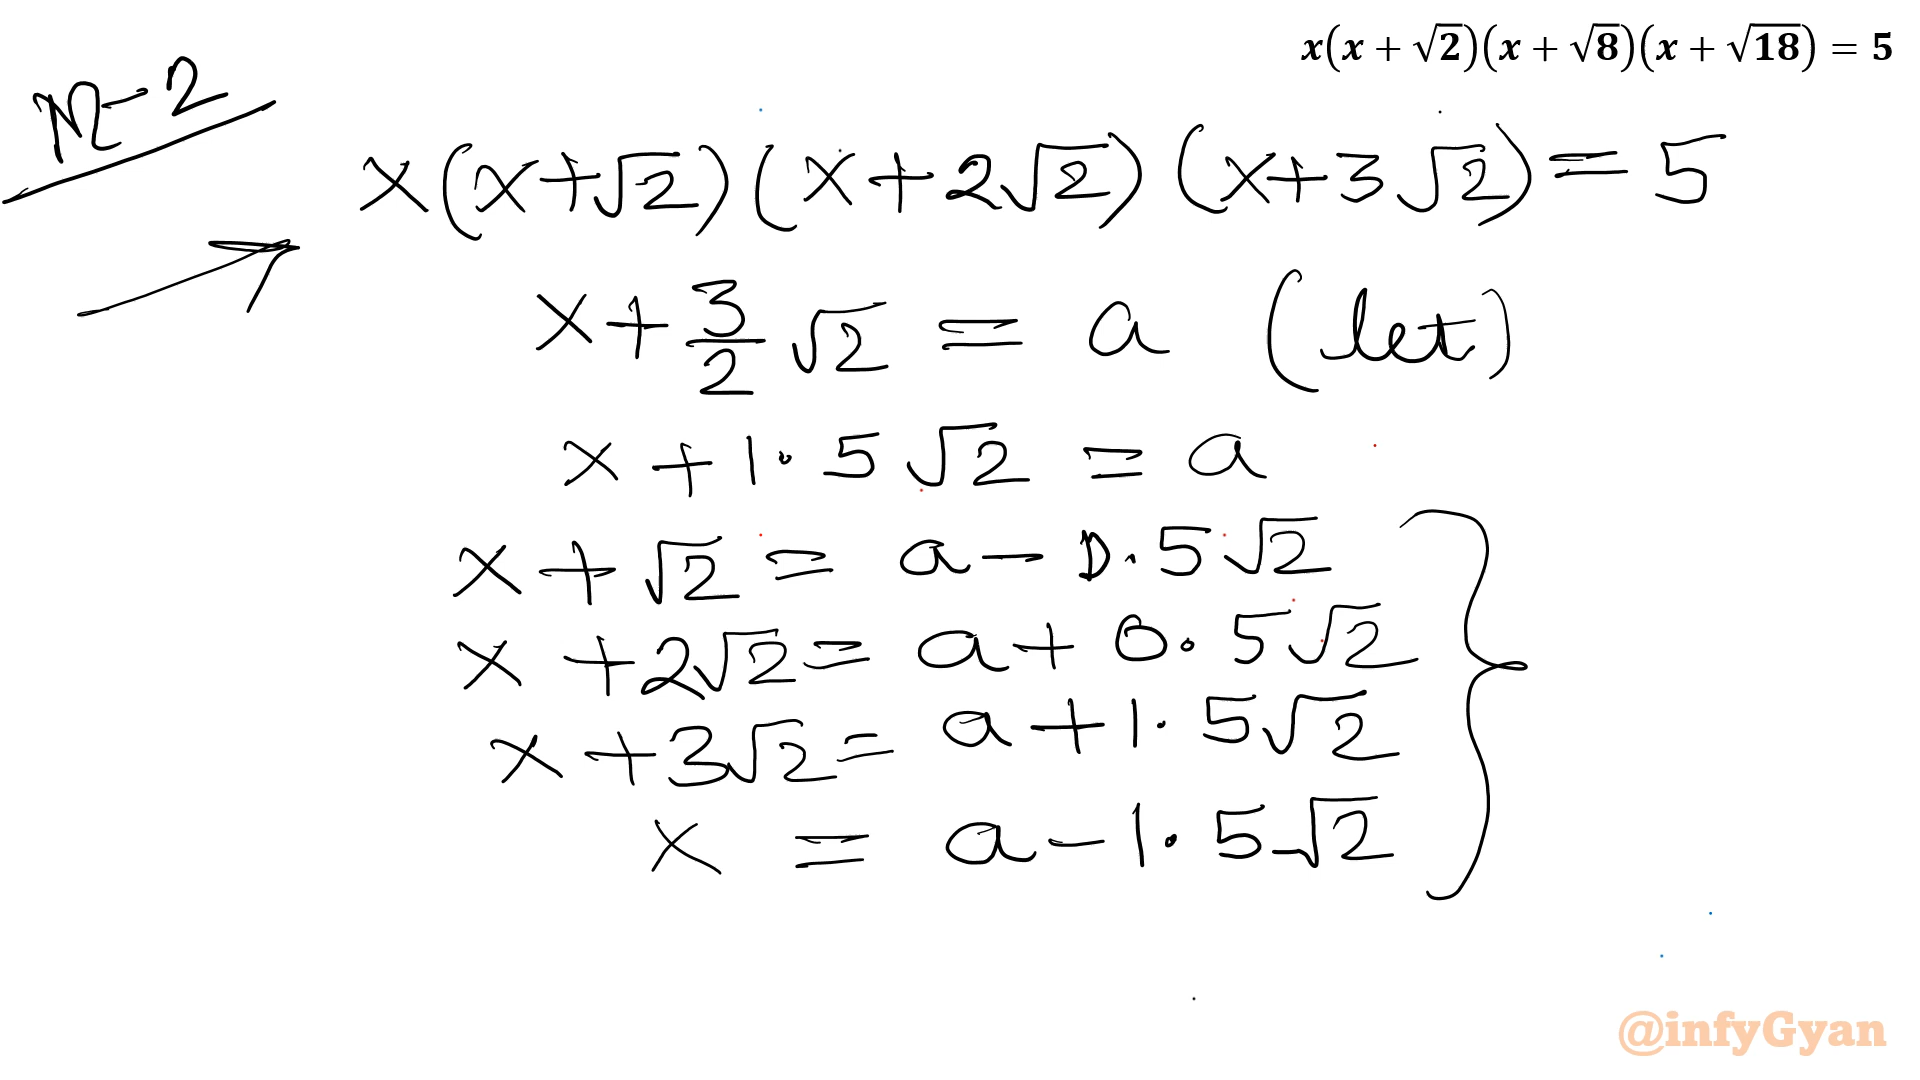 x(x + √2)(x + √8)(x + √18) = 5
M-2
x(x+√2)(x+2√2)(x+3√2)=5
x+3/2 √2 = a (let)
x+1.5√2 = a
x+√2 = a-0.5√2
x+2√2 = a+0.5√2
x+3√2 = a+1.5√2
x = a-1.5√2
@infyGyan